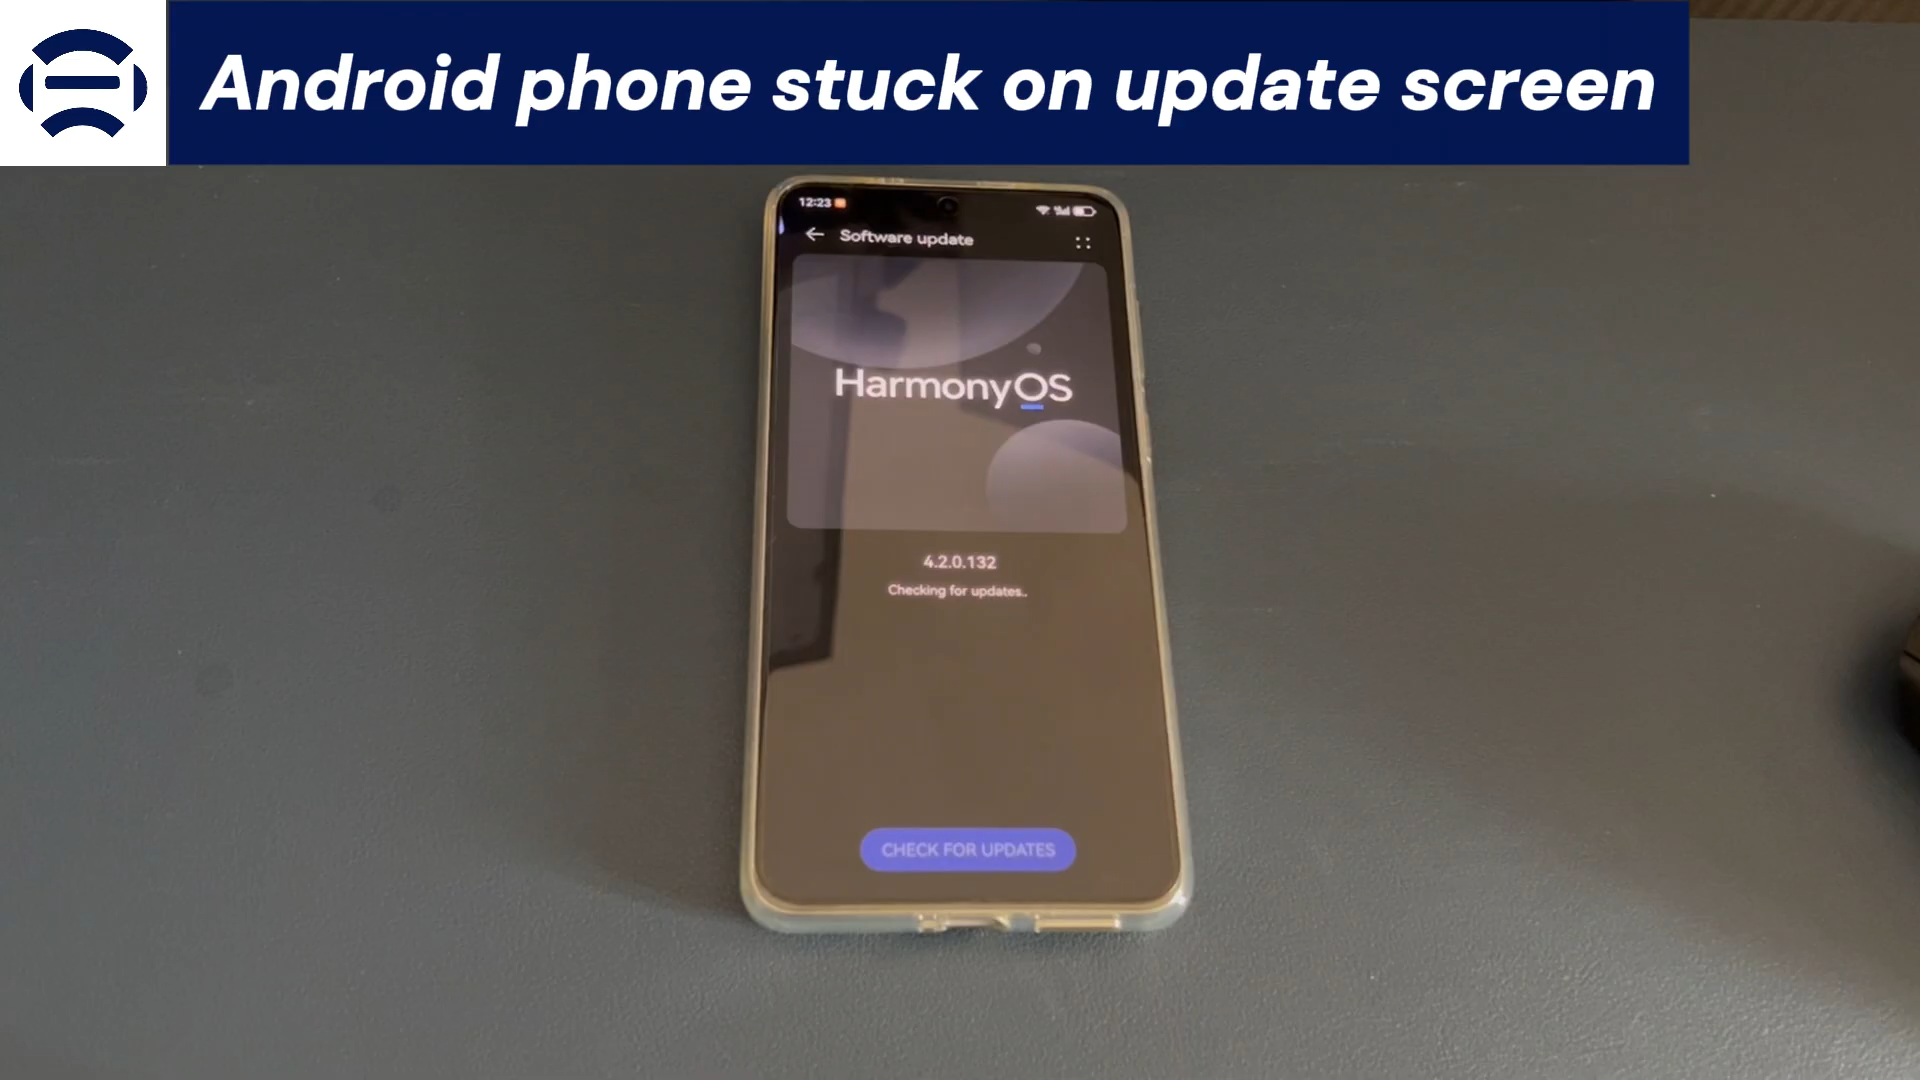 Android phone stuck on update screen
12:23
Software update
HarmonyOS
4.2.0.132
Checking for updates..
CHECK FOR UPDATES